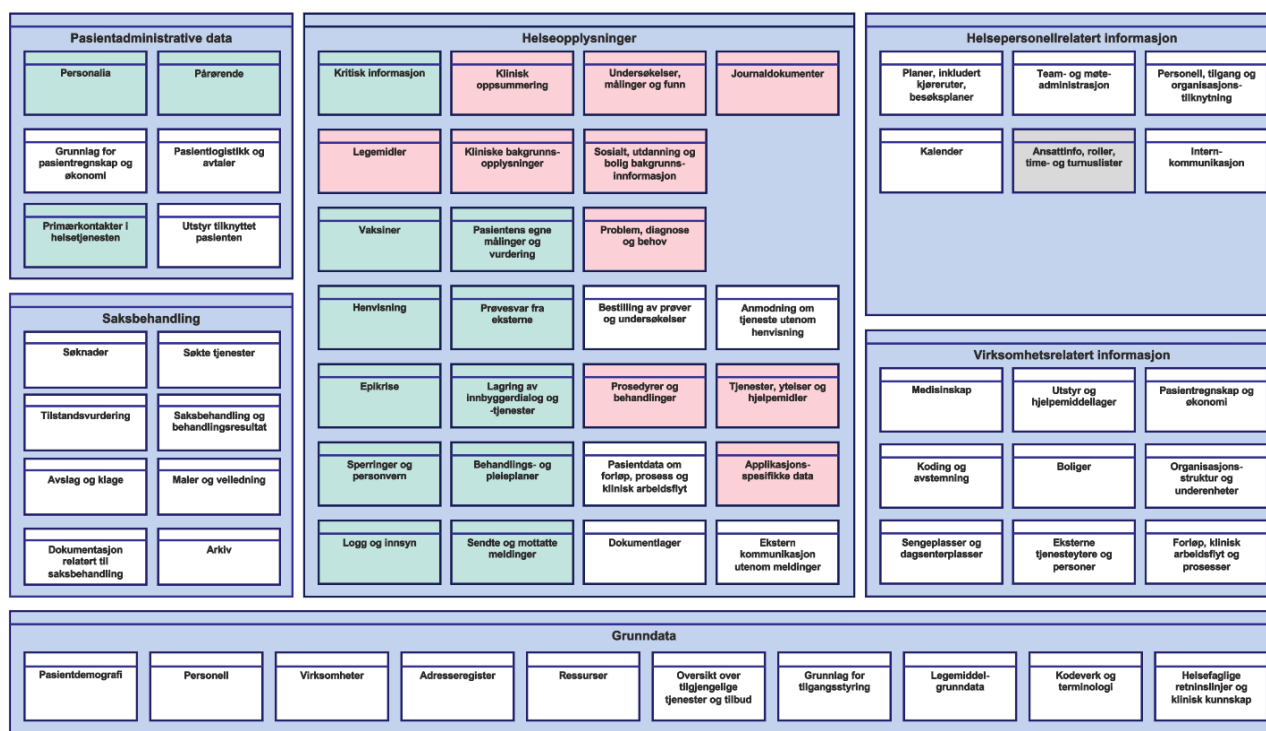 Pasientadministrative data
Personalia
Pårørende
Grunnlag for
pasientregnskap og
økonomi
Pasientlogistikk og
avtaler
Primærkontakter i
helsetjenesten
Utstyr tilknyttet
pasienten
Saksbehandling
Søknader
Søkte tjenester
Tilstandsvurdering
Saksbehandling og
behandlingsresultat
Avslag og klage
Maler og veiledning
Dokumentasjon
relatert til
saksbehandling
Arkiv
Helseopplysninger
Kritisk informasjon
Klinisk
oppsummering
Undersøkelser,
målinger og funn
Journaldokumenter
Legemidler
Kliniske bakgrunns-
opplysninger
Sosialt, utdanning og
bolig bakgrunns-
innformasjon
Vaksiner
Pasientens egne
målinger og
vurdering
Problem, diagnose
og behov
Henvisning
Prøvesvar fra
eksterne
Bestilling av prøver
og undersøkelser
Anmodning om
tjeneste utenom
henvisning
Epikrise
Lagring av
innbyggerdialog og
-tjenester
Prosedyrer og
behandlinger
Tjenester, ytelser og
hjelpemidler
Sperringer og
personvern
Behandlings- og
pleieplaner
Pasientdata om
forløp, prosess og
klinisk arbeidsflyt
Applikasjons-
spesifikke data
Logg og innsyn
Sendte og mottatte
meldinger
Dokumentlager
Ekstern
kommunikasjon
utenom meldinger
Helsepersonellrelatert informasjon
Planer, inkludert
kjøreruter,
besøksplaner
Team- og møte-
administrasjon
Personell, tilgang og
organisasjons-
tilknytning
Kalender
Ansattinfo, roller,
time- og turnuslister
Intern-
kommunikasjon
Virksomhetsrelatert informasjon
Medisinskap
Utstyr og
hjelpemiddellager
Pasientregnskap og
økonomi
Koding og
avstemning
Boliger
Organisasjons-
struktur og
underenheter
Sengeplasser og
dagsenterplasser
Eksterne
tjenesteytere og
personer
Forløp, klinisk
arbeidsflyt og
prosesser
Grunndata
Pasientdemografi
Personell
Virksomheter
Adresseregister
Ressurser
Oversikt over
tilgjengelige
tjenester og tilbud
Grunnlag for
tilgangsstyring
Legemiddel-
grunndata
Kodeverk og
terminologi
Helsefaglige
retninslinjer og
klinisk kunnskap